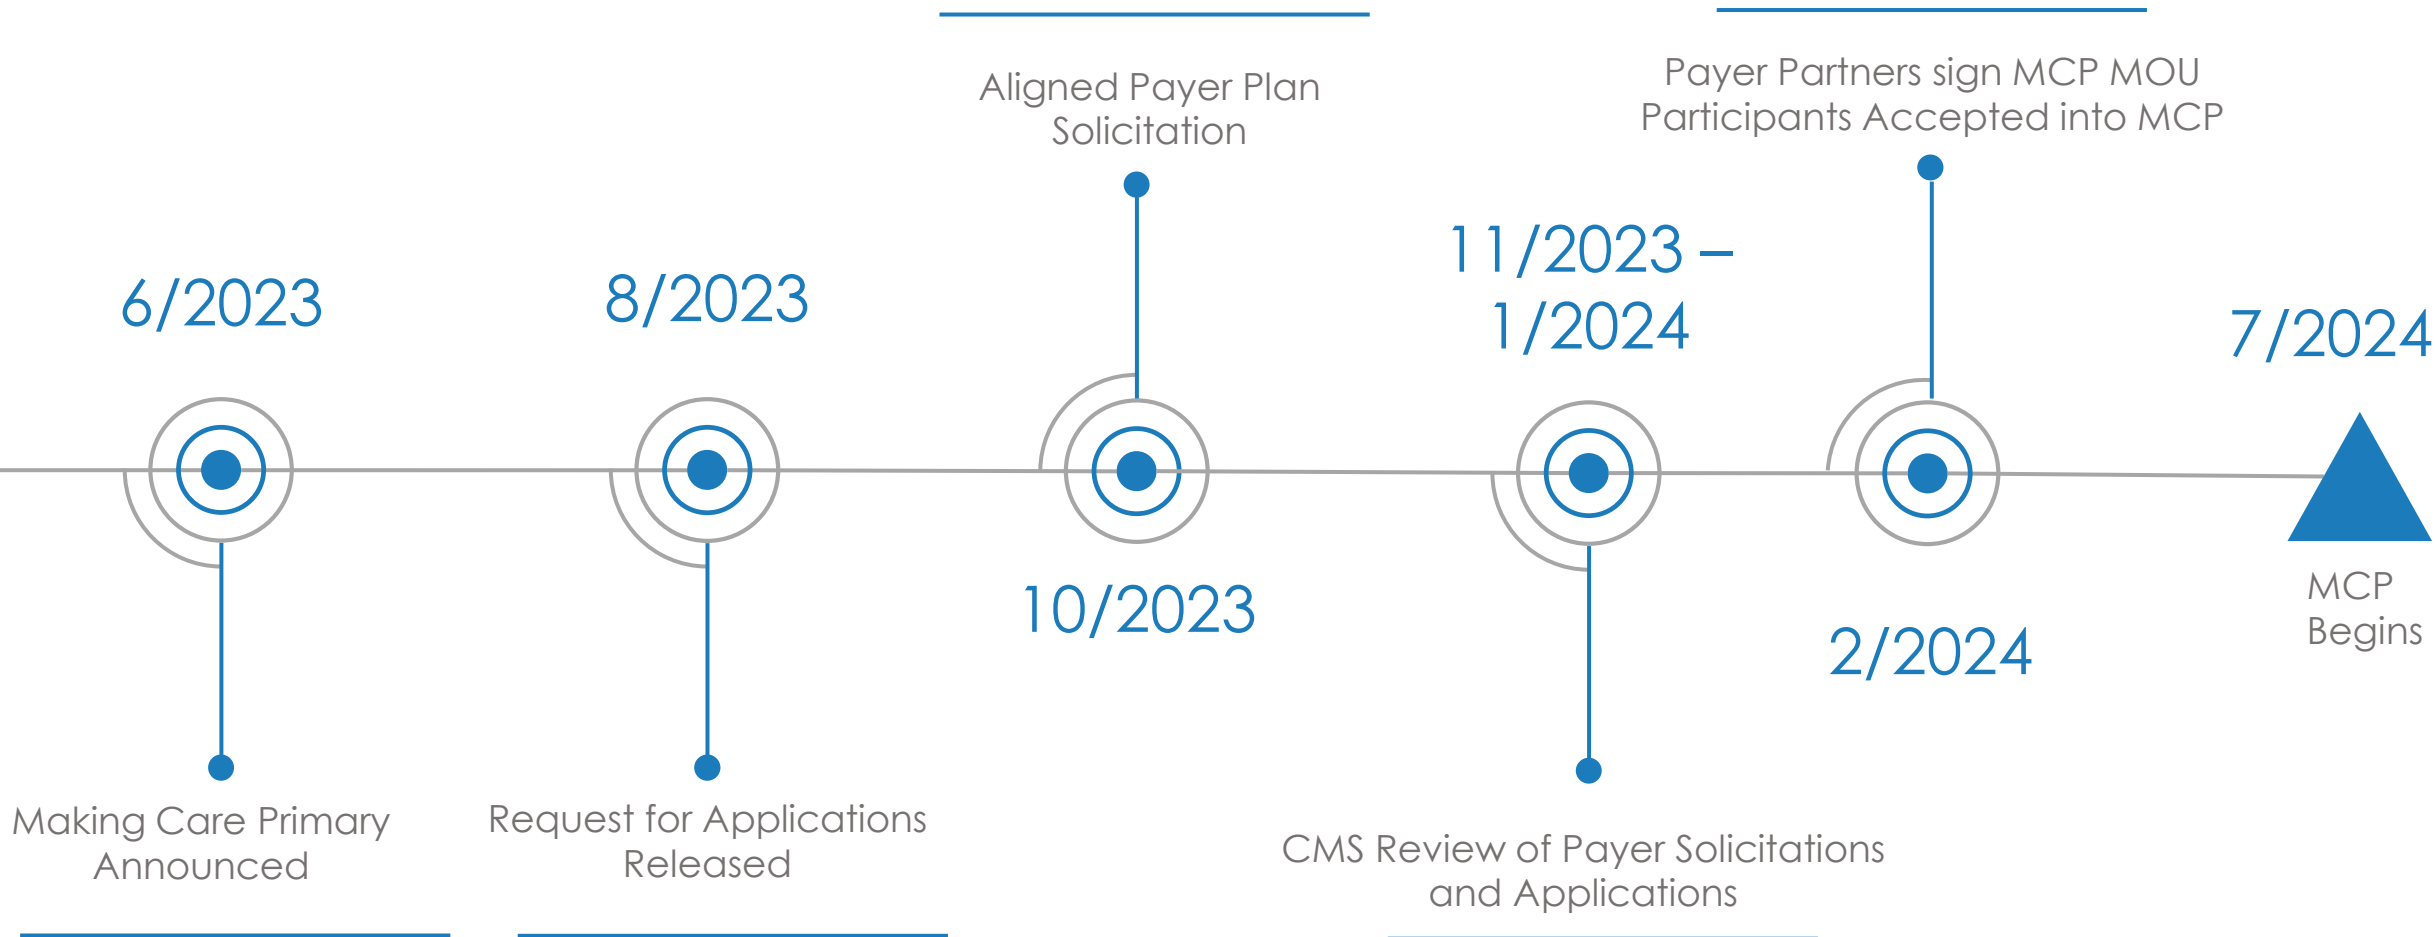 Aligned Payer Plan
Solicitation
Payer Partners sign MCP MOU
Participants Accepted into MCP
6/2023
8/2023
11/2023 –
1/2024
7/2024
10/2023
2/2024
MCP
Begins
Making Care Primary
Announced
Request for Applications
Released
CMS Review of Payer Solicitations
and Applications